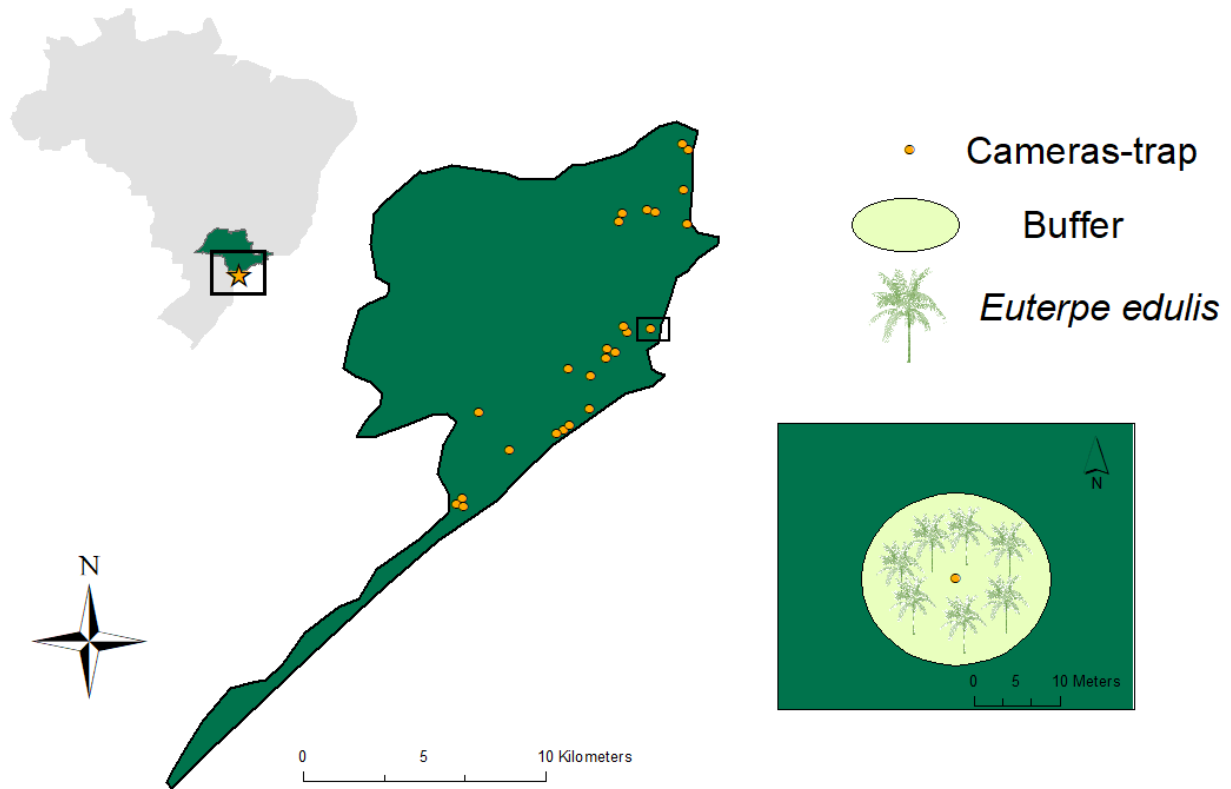 Cameras-trap
Buffer
Euterpe edulis
N
N
0 5 10 Meters
0 5 10 Kilometers